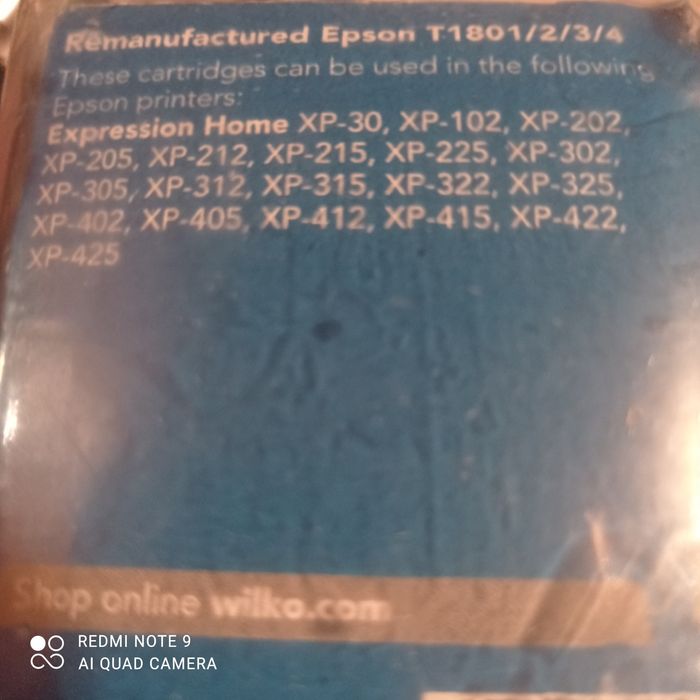 Remanufactured Epson T1801/2/3/4
These cartridges can be used in the following
Epson printers:
Expression Home XP-30, XP-102, XP-202,
XP-205, XP-212, XP-215, XP-225, XP-302,
XP-305, XP-312, XP-315, XP-322, XP-325,
XP-402, XP-405, XP-412, XP-415, XP-422,
XP-425
Shop online wilko.com
REDMI NOTE 9
AI QUAD CAMERA